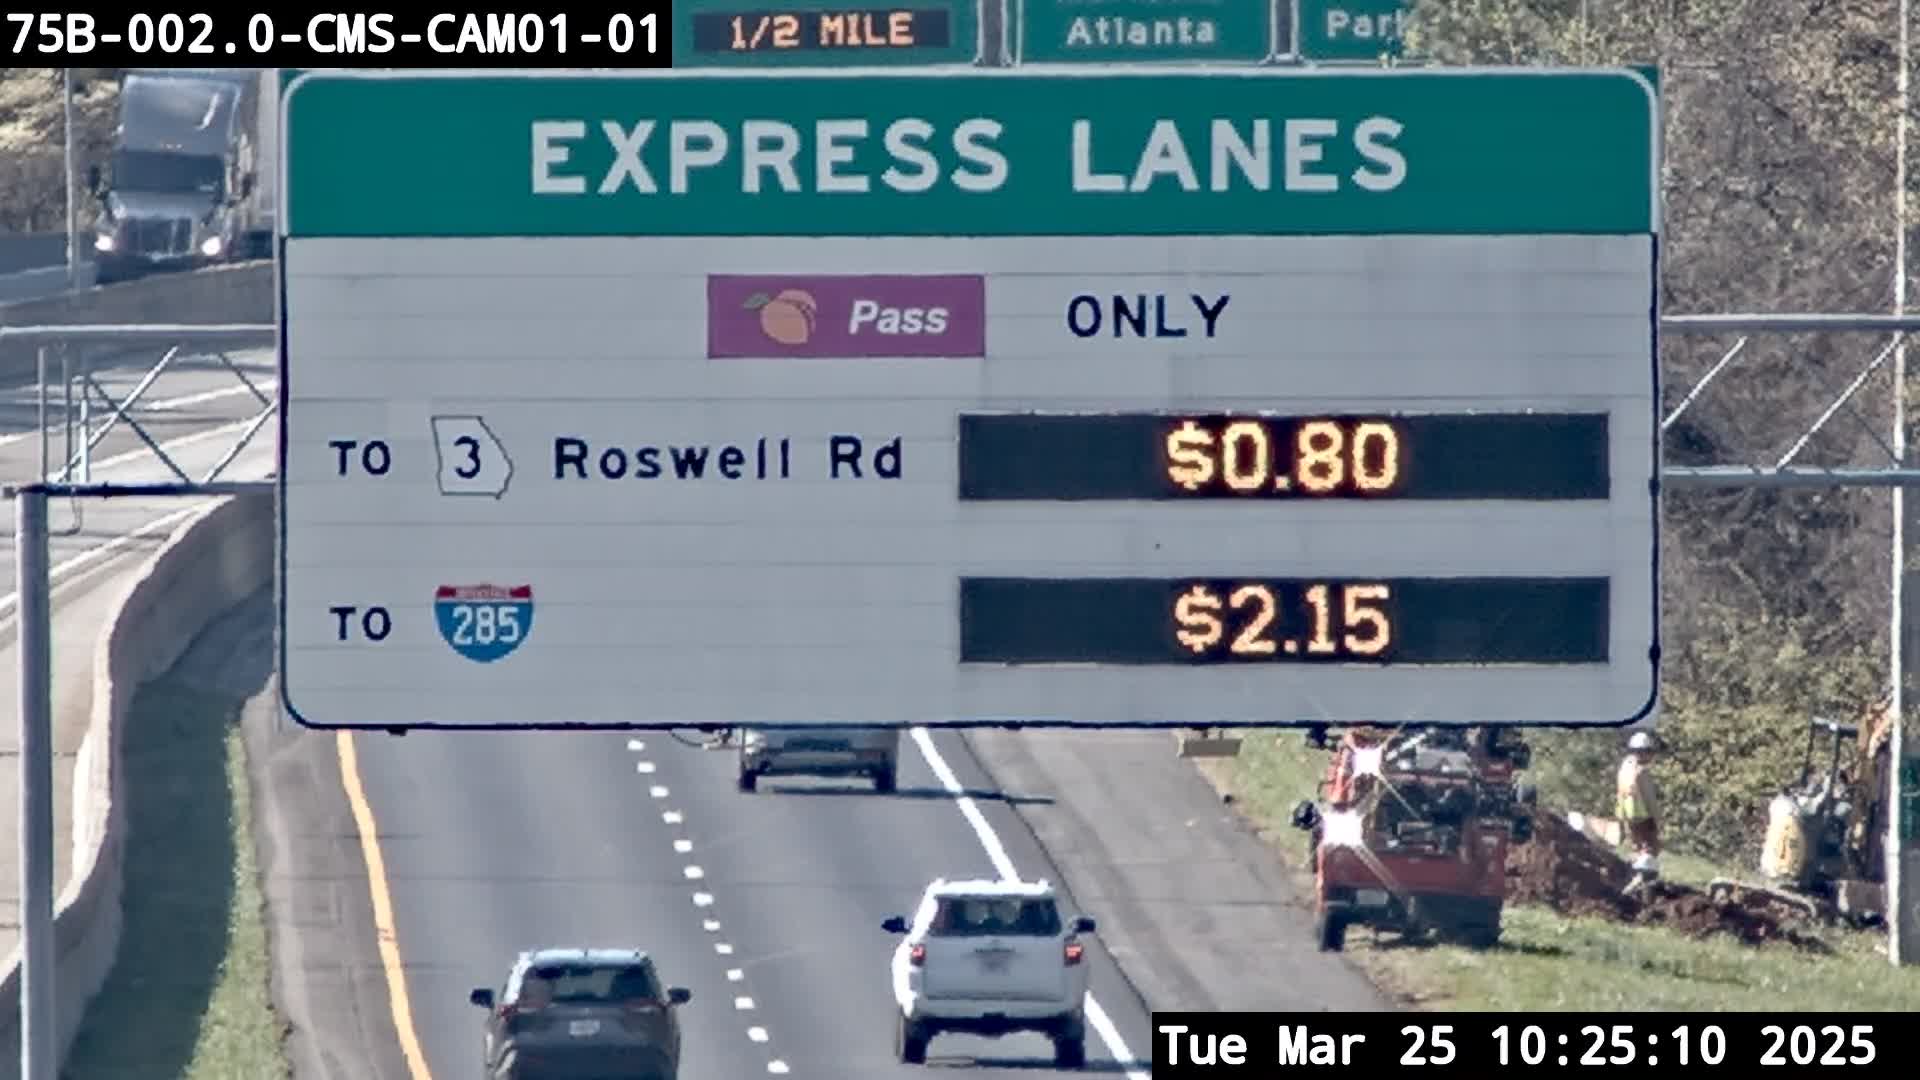 75B-002.0-CMS-CAM01-01
1/2 MILE
Atlanta
EXPRESS LANES
Pass ONLY
TO 3 Roswell Rd $0.80
TO 285 $2.15
Tue Mar 25 10:25:10 2025